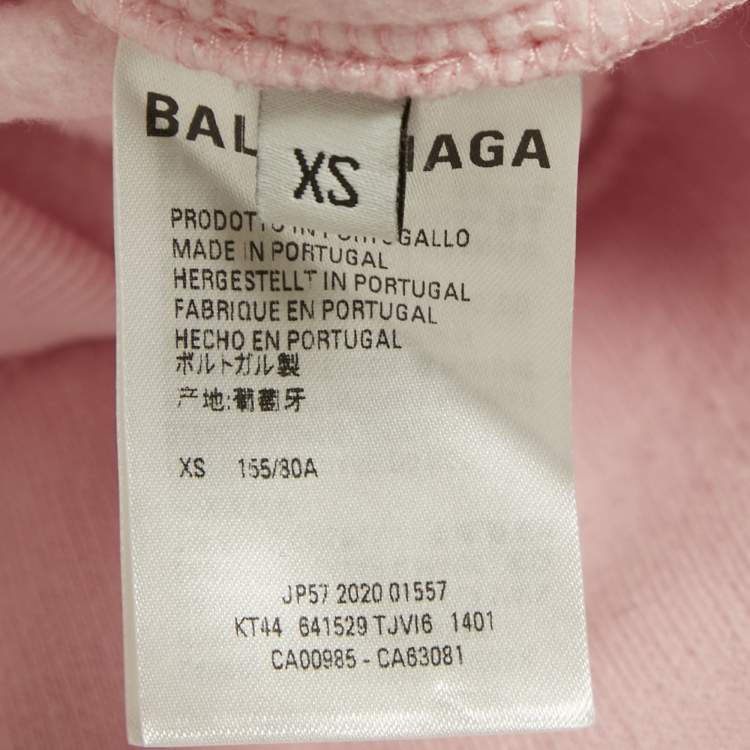 BAL IAGA
XS
PRODOTTO IN PORTOGALLO
MADE IN PORTUGAL
HERGESTELLT IN PORTUGAL
FABRIQUE EN PORTUGAL
HECHO EN PORTUGAL
ポルトガル製
产地:葡萄牙
XS 155/80A
JP57 2020 01557
KT44 641529 TJVI6 1401
CA00985 - CA63081